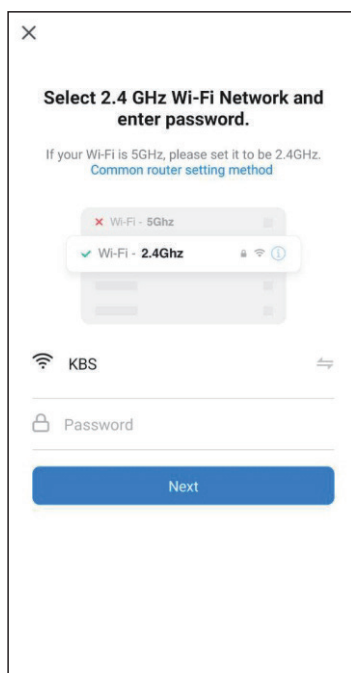 Select 2.4 GHz Wi-Fi Network and
enter password.
If your Wi-Fi is 5GHz, please set it to be 2.4GHz.
Common router setting method
Wi-Fi - 5Ghz
Wi-Fi - 2.4Ghz
KBS
Password
Next